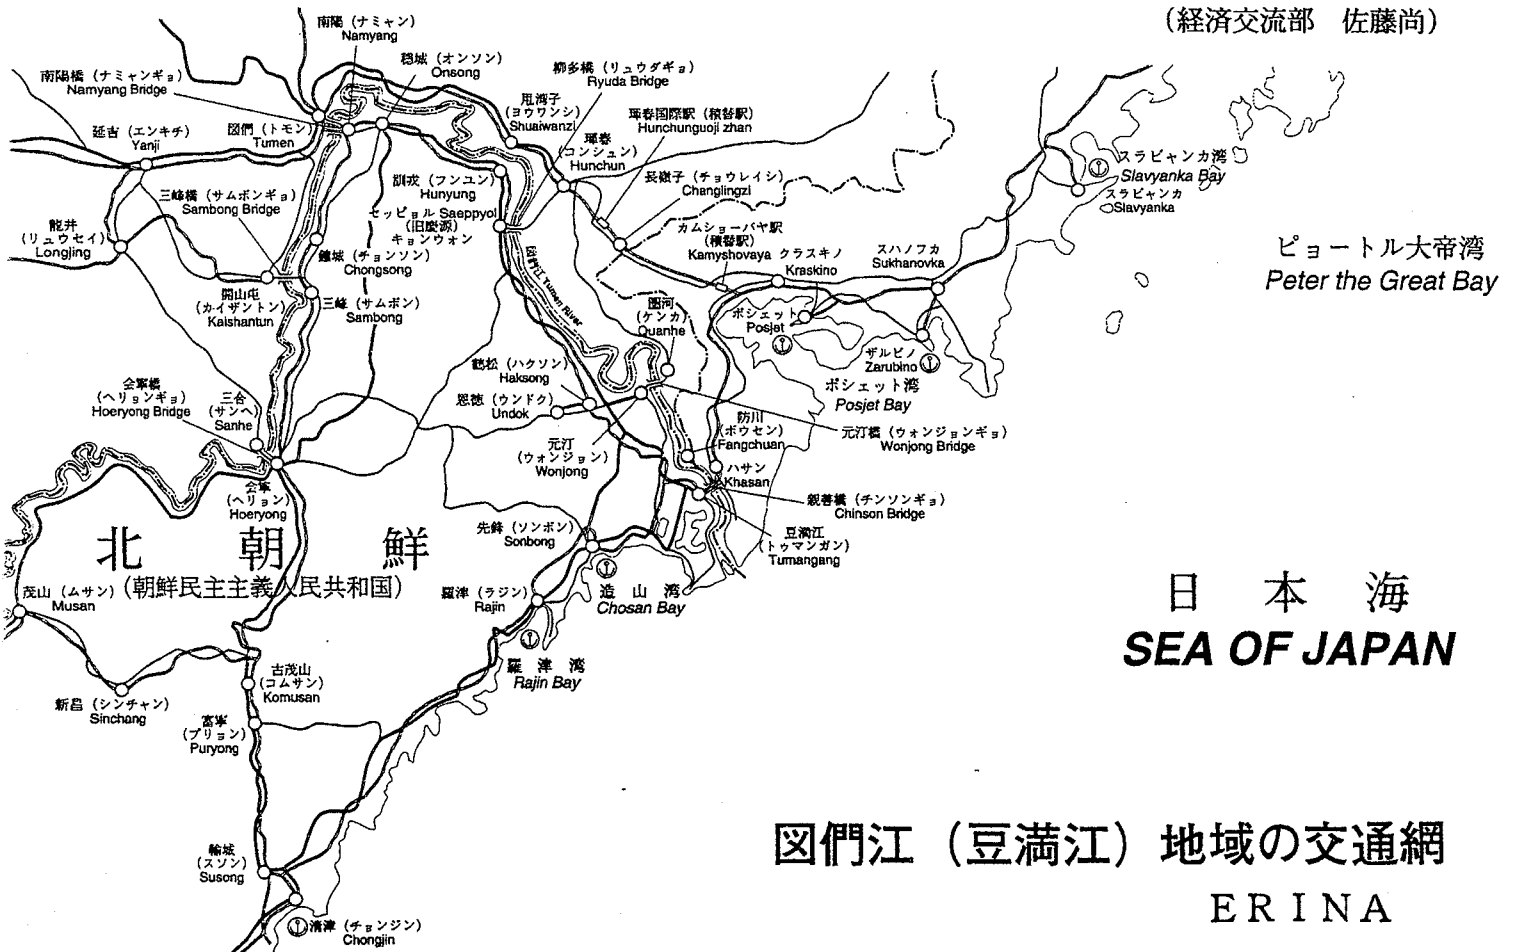 (経済交流部 佐藤尚)
南陽(ナミャン)
Namyang
穏城(オンソン)
Onsong
南陽橋(ナミャンギョ)
Namyang Bridge
柳多橋(リュウダギョ)
Ryuda Bridge
甩湾子
(ヨウワンシ)
Shuaiwanzi
琿春国際駅(積替駅)
Hunchunguoji zhan
延吉(エンキチ)
Yanji
図們(トモン)
Tumen
琿春
(コンシュン)
Hunchun
スラビャンカ湾
Slavyanka Bay
スラビャンカ
Slavyanka
三峰橋(サムボンギョ)
Sambong Bridge
訓戎(フンユン)
Hunyung
長嶺子(チョウレイシ)
Changlingzi
セッピョル Saeppyol
(旧慶源)
キョンウォン
龍井
(リュウセイ)
Longjing
カムショーバヤ駅
(積替駅)
Kamyshovaya
クラスキノ
Kraskino
スハノフカ
Sukhanovka
鐘城(チョンソン)
Chongsong
図們江 Tumen River
ピョートル大帝湾
Peter the Great Bay
開山屯
(カイザントン)
Kaishantun
三峰(サムボン)
Sambong
圏河
(ケンカ)
Quanhe
ポシェット
Posjet
ザルビノ
Zarubino
ポシェット湾
Posjet Bay
鶴松(ハクソン)
Haksong
会寧橋
(ヘリョンギョ)
Hoeryong Bridge
三合
(サンヘ)
Sanhe
恩徳(ウンドク)
Undok
防川
(ボウセン)
Fangchuan
元汀橋(ウォンジョンギョ)
Wonjong Bridge
元汀
(ウォンジョン)
Wonjong
ハサン
Khasan
会寧
(ヘリョン)
Hoeryong
親善橋(チンソンギョ)
Chinson Bridge
先鋒(ソンボン)
Sonbong
豆満江
(トゥマンガン)
Tumangang
北朝鮮
(朝鮮民主主義人民共和国)
茂山(ムサン)
Musan
羅津(ラジン)
Rajin
造山湾
Chosan Bay
日本海
SEA OF JAPAN
羅津湾
Rajin Bay
古茂山
(コムサン)
Komusan
新昌(シンチャン)
Sinchang
富寧
(プリョン)
Puryong
図們江(豆満江)地域の交通網
ERINA
輸城
(スソン)
Susong
清津(チョンジン)
Chongjin